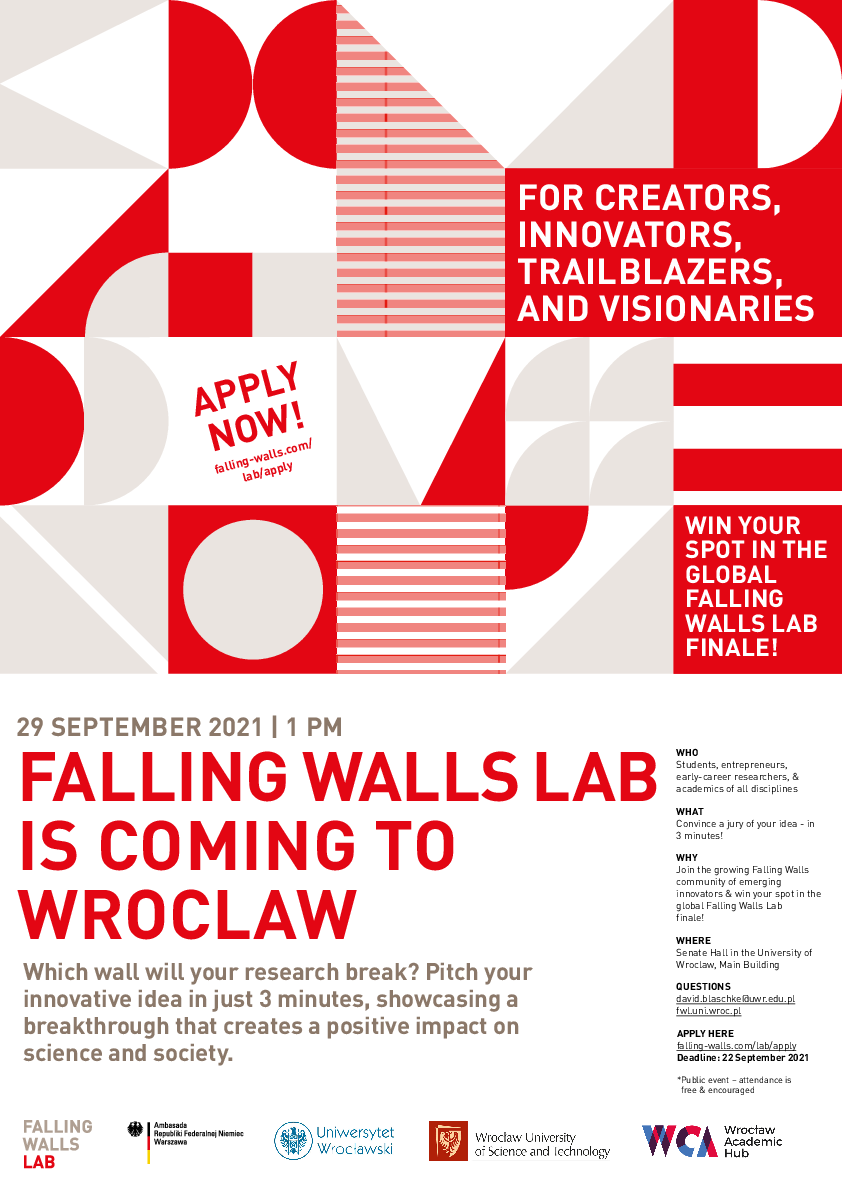 FOR CREATORS,
INNOVATORS,
TRAILBLAZERS,
AND VISIONARIES
APPLY
NOW!
falling-walls.com/
lab/apply
WIN YOUR
SPOT IN THE
GLOBAL
FALLING
WALLS LAB
FINALE!
29 SEPTEMBER 2021 | 1 PM
FALLING WALLS LAB
IS COMING TO
WROCLAW
Which wall will your research break? Pitch your
innovative idea in just 3 minutes, showcasing a
breakthrough that creates a positive impact on
science and society.
WHO
Students, entrepreneurs,
early-career researchers, &
academics of all disciplines
WHAT
Convince a jury of your idea - in
3 minutes!
WHY
Join the growing Falling Walls
community of emerging
innovators & win your spot in the
global Falling Walls Lab
finale!
WHERE
Senate Hall in the University of
Wroclaw, Main Building
QUESTIONS
david.blaschke@uwr.edu.pl
fwl.uni.wroc.pl
APPLY HERE
falling-walls.com/lab/apply
Deadline: 22 September 2021
*Public event – attendance is
free & encouraged
FALLING
WALLS
LAB
Ambasada
Republiki Federalnej Niemiec
Warszawa
Uniwersytet
Wrocławski
Wrocław University
of Science and Technology
WCA
Wrocław
Academic
Hub